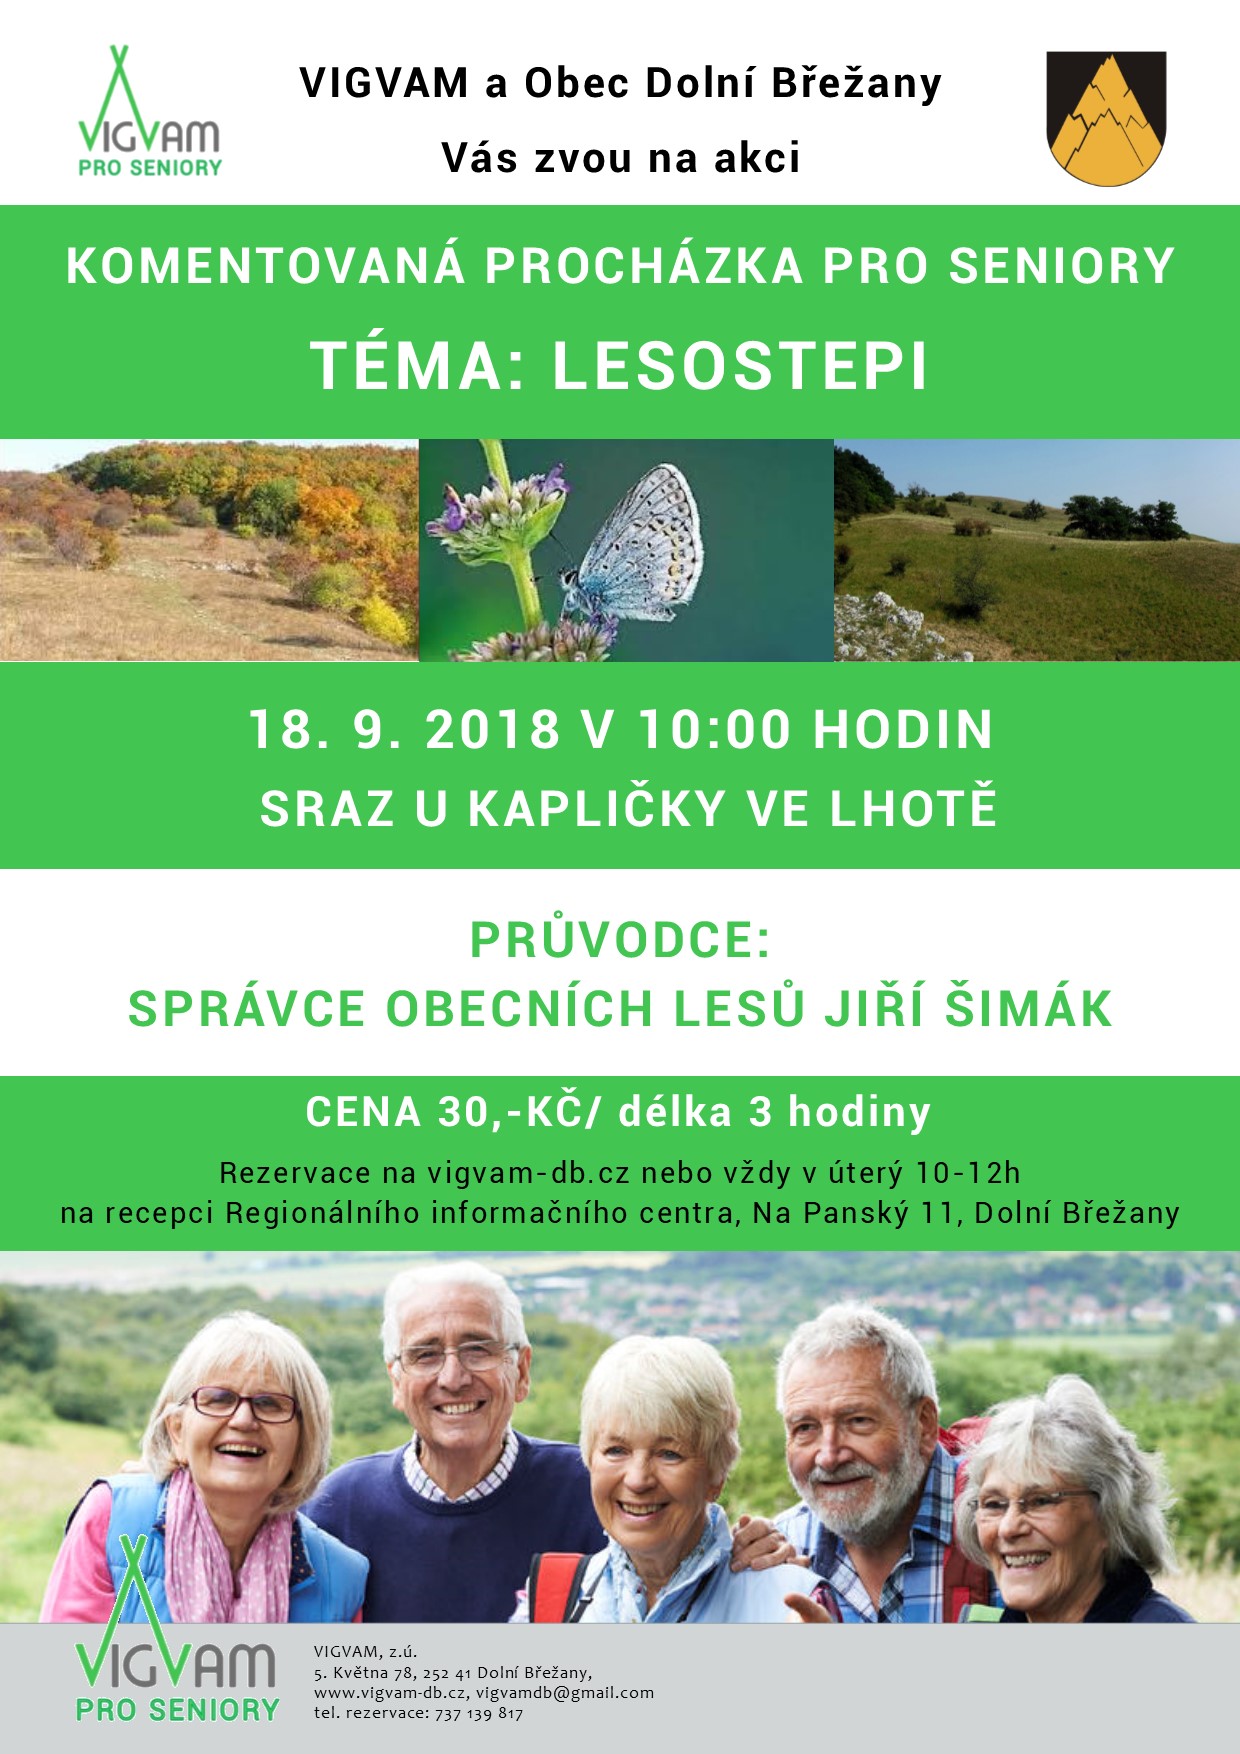 VIGVAM
PRO SENIORY
VIGVAM a Obec Dolní Břežany
Vás zvou na akci
KOMENTOVANÁ PROCHÁZKA PRO SENIORY
TÉMA: LESOSTEPI
18. 9. 2018 V 10:00 HODIN
SRAZ U KAPLIČKY VE LHOTĚ
PRŮVODCE:
SPRÁVCE OBECNÍCH LESŮ JIŘÍ ŠIMÁK
CENA 30,-KČ/ délka 3 hodiny
Rezervace na vigvam-db.cz nebo vždy v úterý 10-12h
na recepci Regionálního informačního centra, Na Panský 11, Dolní Břežany
VIGVAM
PRO SENIORY
VIGVAM, z.ú.
5. Května 78, 252 41 Dolní Břežany,
www.vigvam-db.cz, vigvamdb@gmail.com
tel. rezervace: 737 139 817